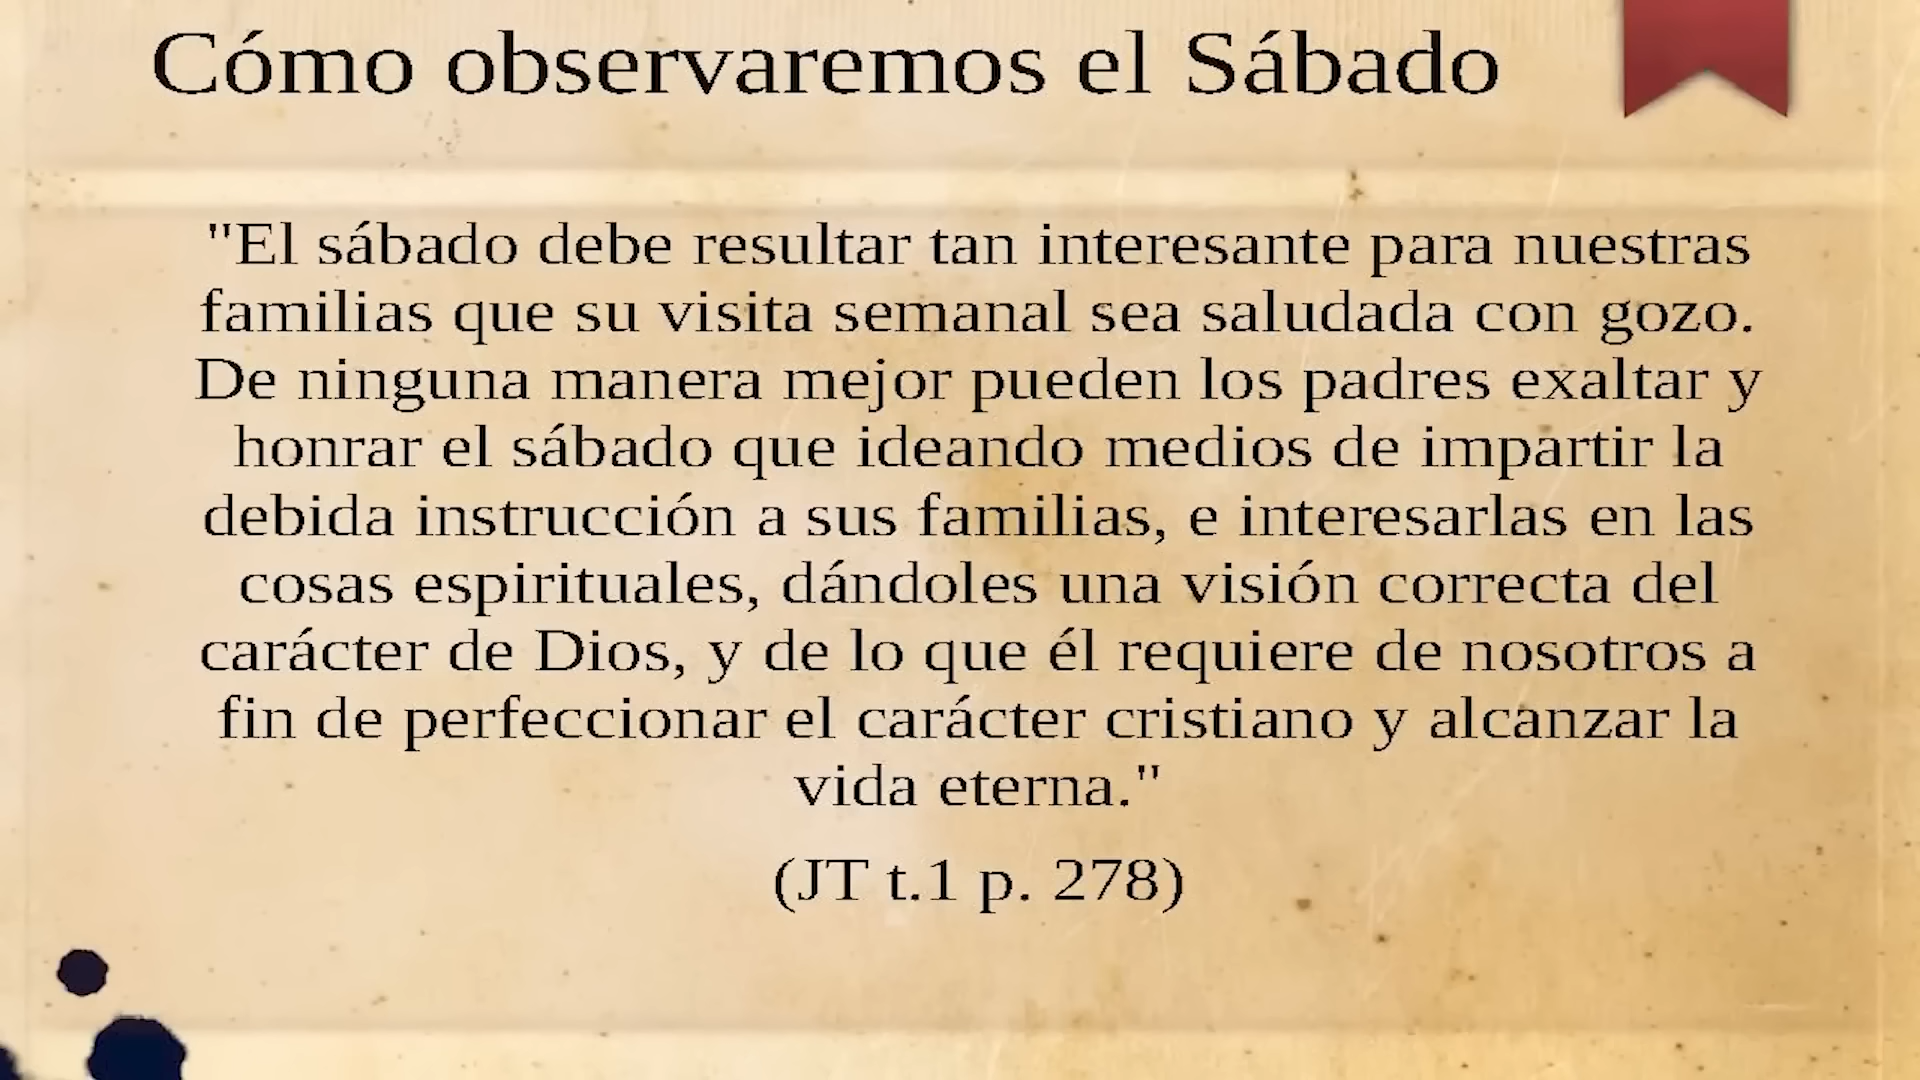 Cómo observaremos el Sábado
"El sábado debe resultar tan interesante para nuestras
familias que su visita semanal sea saludada con gozo.
De ninguna manera mejor pueden los padres exaltar y
honrar el sábado que ideando medios de impartir la
debida instrucción a sus familias, e interesarlas en las
cosas espirituales, dándoles una visión correcta del
carácter de Dios, y de lo que él requiere de nosotros a
fin de perfeccionar el carácter cristiano y alcanzar la
vida eterna."
(JT t.1 p. 278)